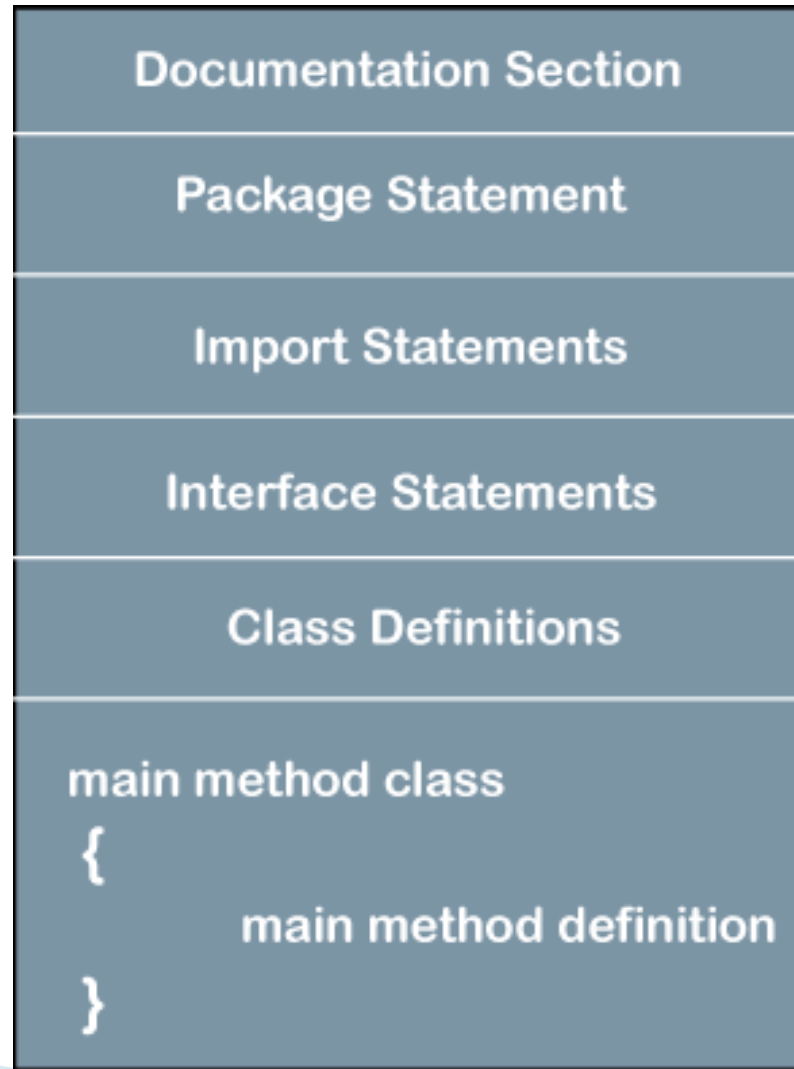 Documentation Section
Package Statement
Import Statements
Interface Statements
Class Definitions
main method class
{
main method definition
}